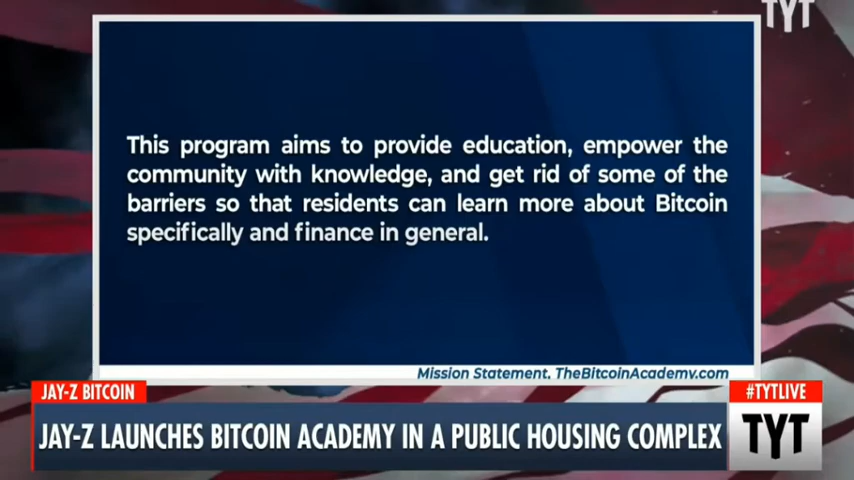 TYT
This program aims to provide education, empower the
community with knowledge, and get rid of some of the
barriers so that residents can learn more about Bitcoin
specifically and finance in general.
Mission Statement, TheBitcoinAcademy.com
JAY-Z BITCOIN
#TYTLIVE
JAY-Z LAUNCHES BITCOIN ACADEMY IN A PUBLIC HOUSING COMPLEX
TYT